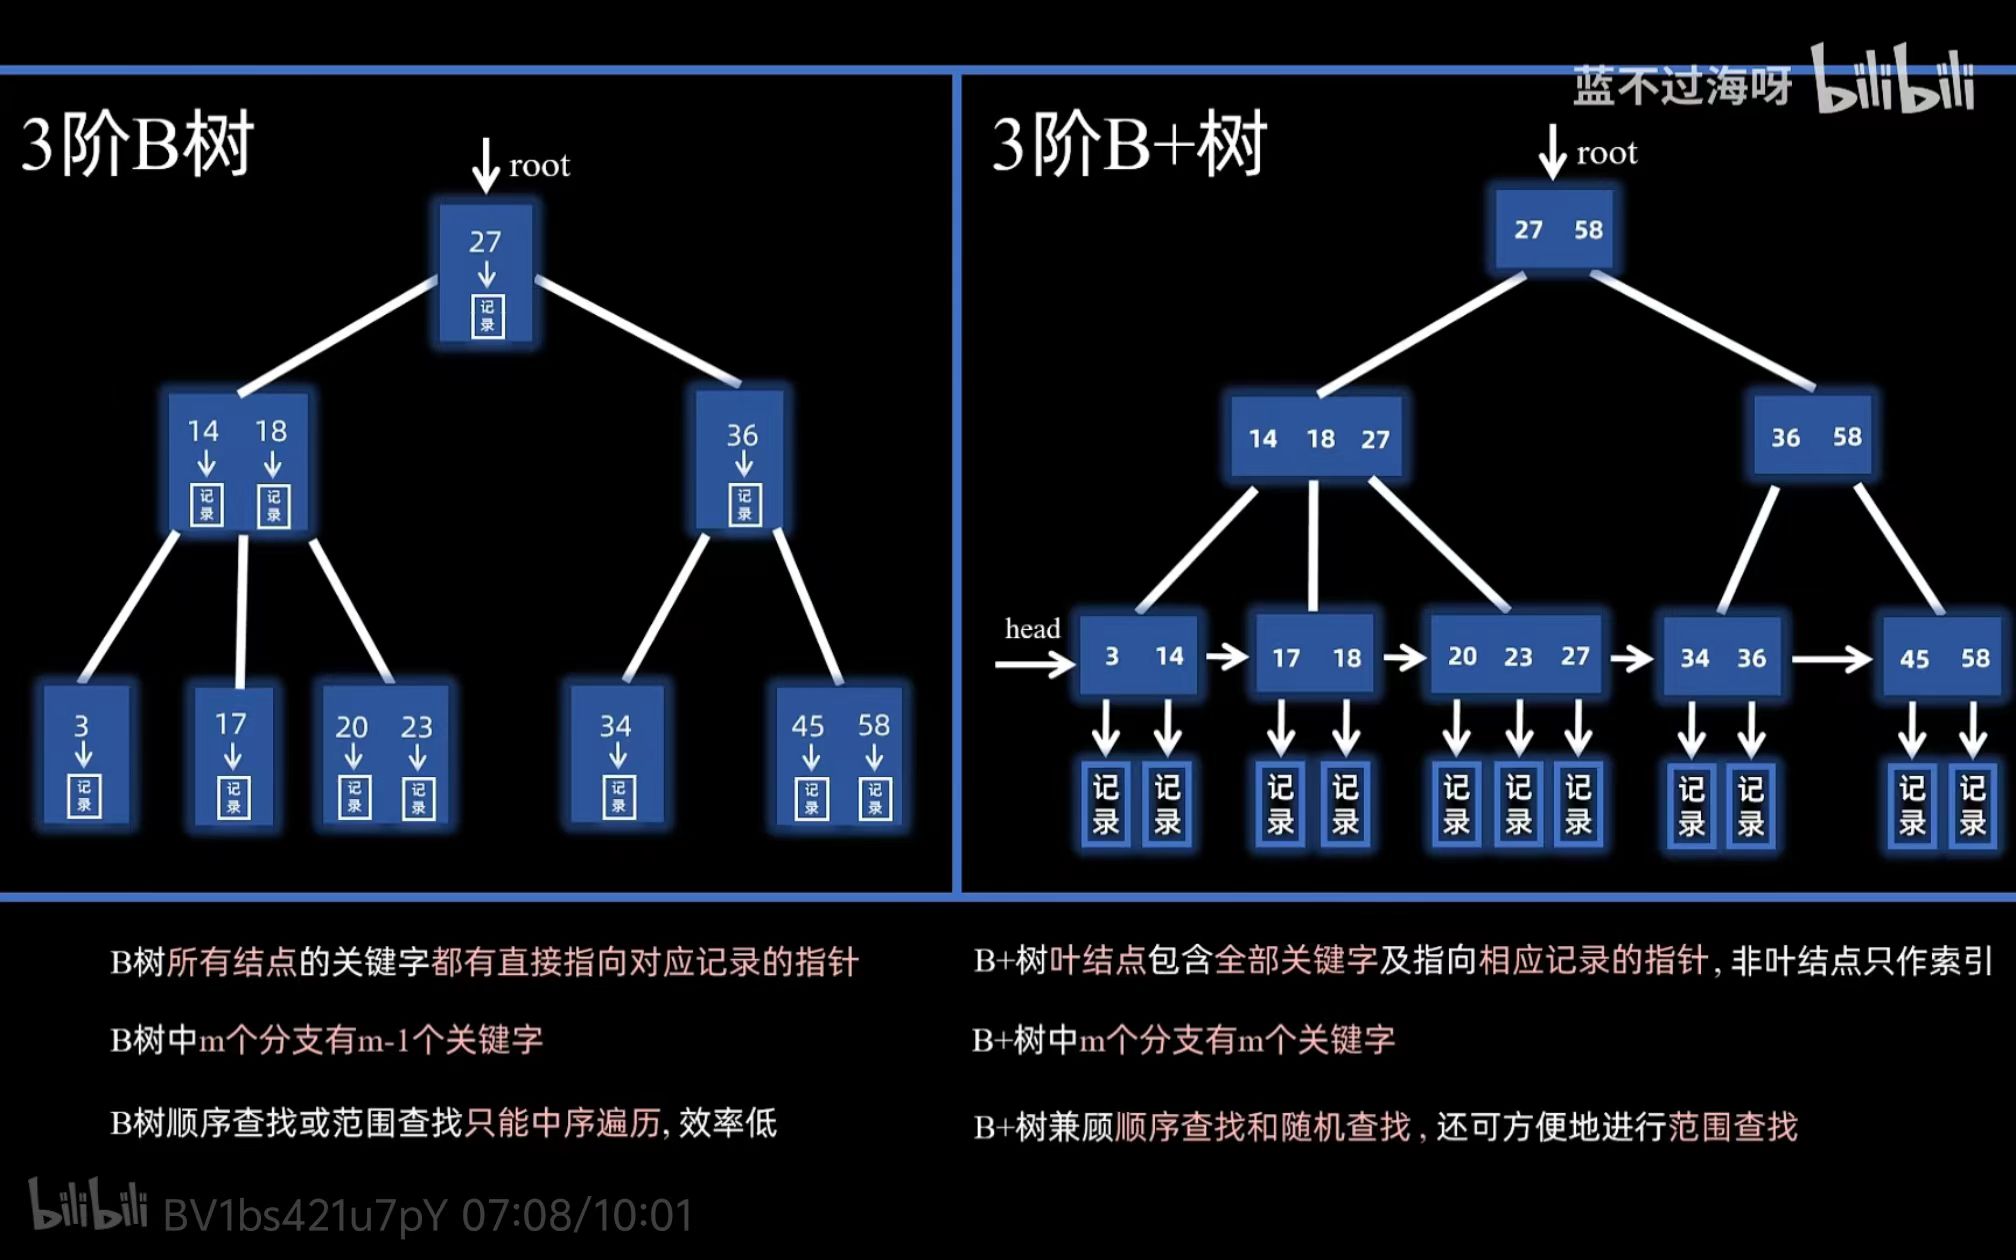 蓝不过海呀 bilibili
3阶B树
root
27
记录
14 18
记录 记录
36
记录
3
记录
17
记录
20 23
记录 记录
34
记录
45 58
记录 记录
3阶B+树
root
27 58
14 18 27
36 58
head
3 14
17 18
20 23 27
34 36
45 58
记录 记录 记录 记录 记录 记录 记录 记录 记录 记录 记录
B树所有结点的关键字都有直接指向对应记录的指针
B树中m个分支有m-1个关键字
B树顺序查找或范围查找只能中序遍历, 效率低
B+树叶结点包含全部关键字及指向相应记录的指针, 非叶结点只作索引
B+树中m个分支有m个关键字
B+树兼顾顺序查找和随机查找, 还可方便地进行范围查找
bilibili BV1bs421u7pY 07:08/10:01